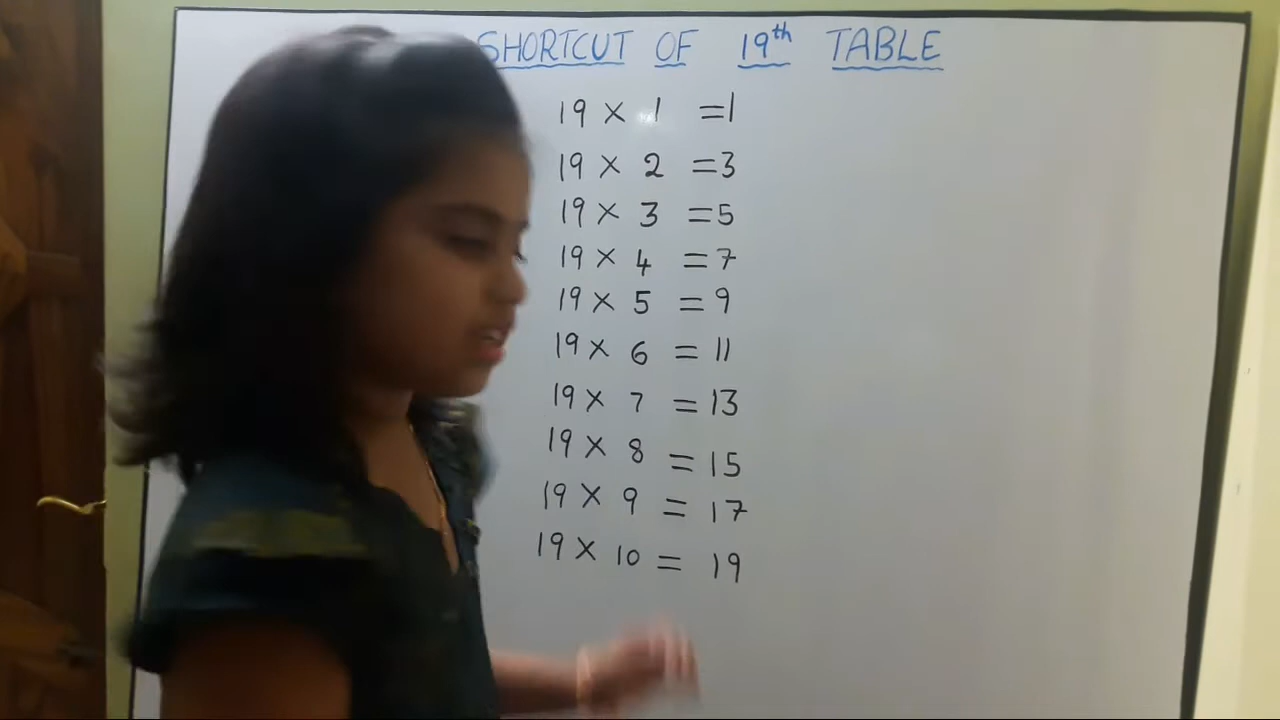 SHORTCUT OF 19th TABLE
19 × 1 = 1
19 × 2 = 3
19 × 3 = 5
19 × 4 = 7
19 × 5 = 9
19 × 6 = 11
19 × 7 = 13
19 × 8 = 15
19 × 9 = 17
19 × 10 = 19